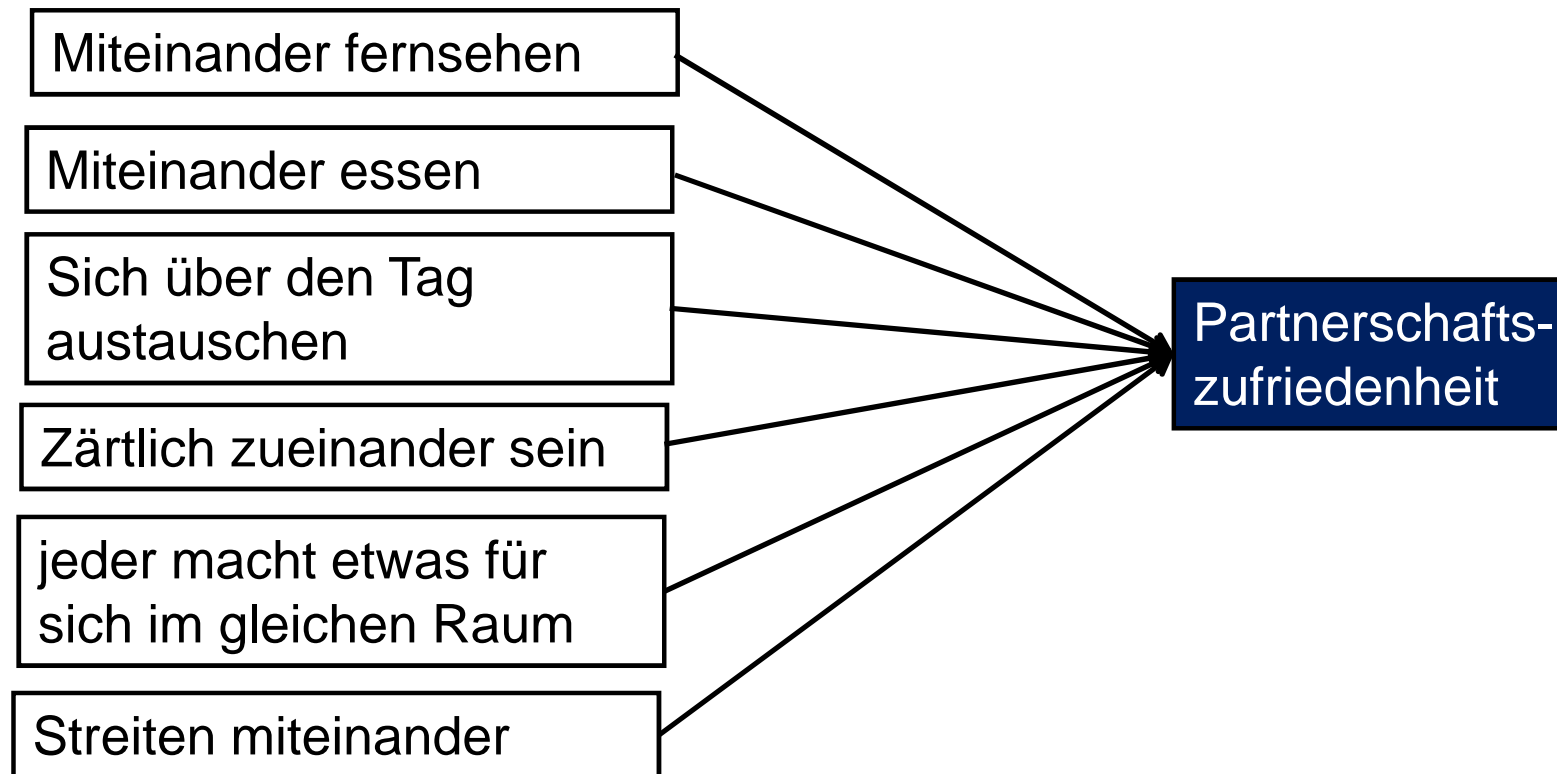 Miteinander fernsehen
Miteinander essen
Sich über den Tag
austauschen
Zärtlich zueinander sein
jeder macht etwas für
sich im gleichen Raum
Streiten miteinander
Partnerschafts-
zufriedenheit